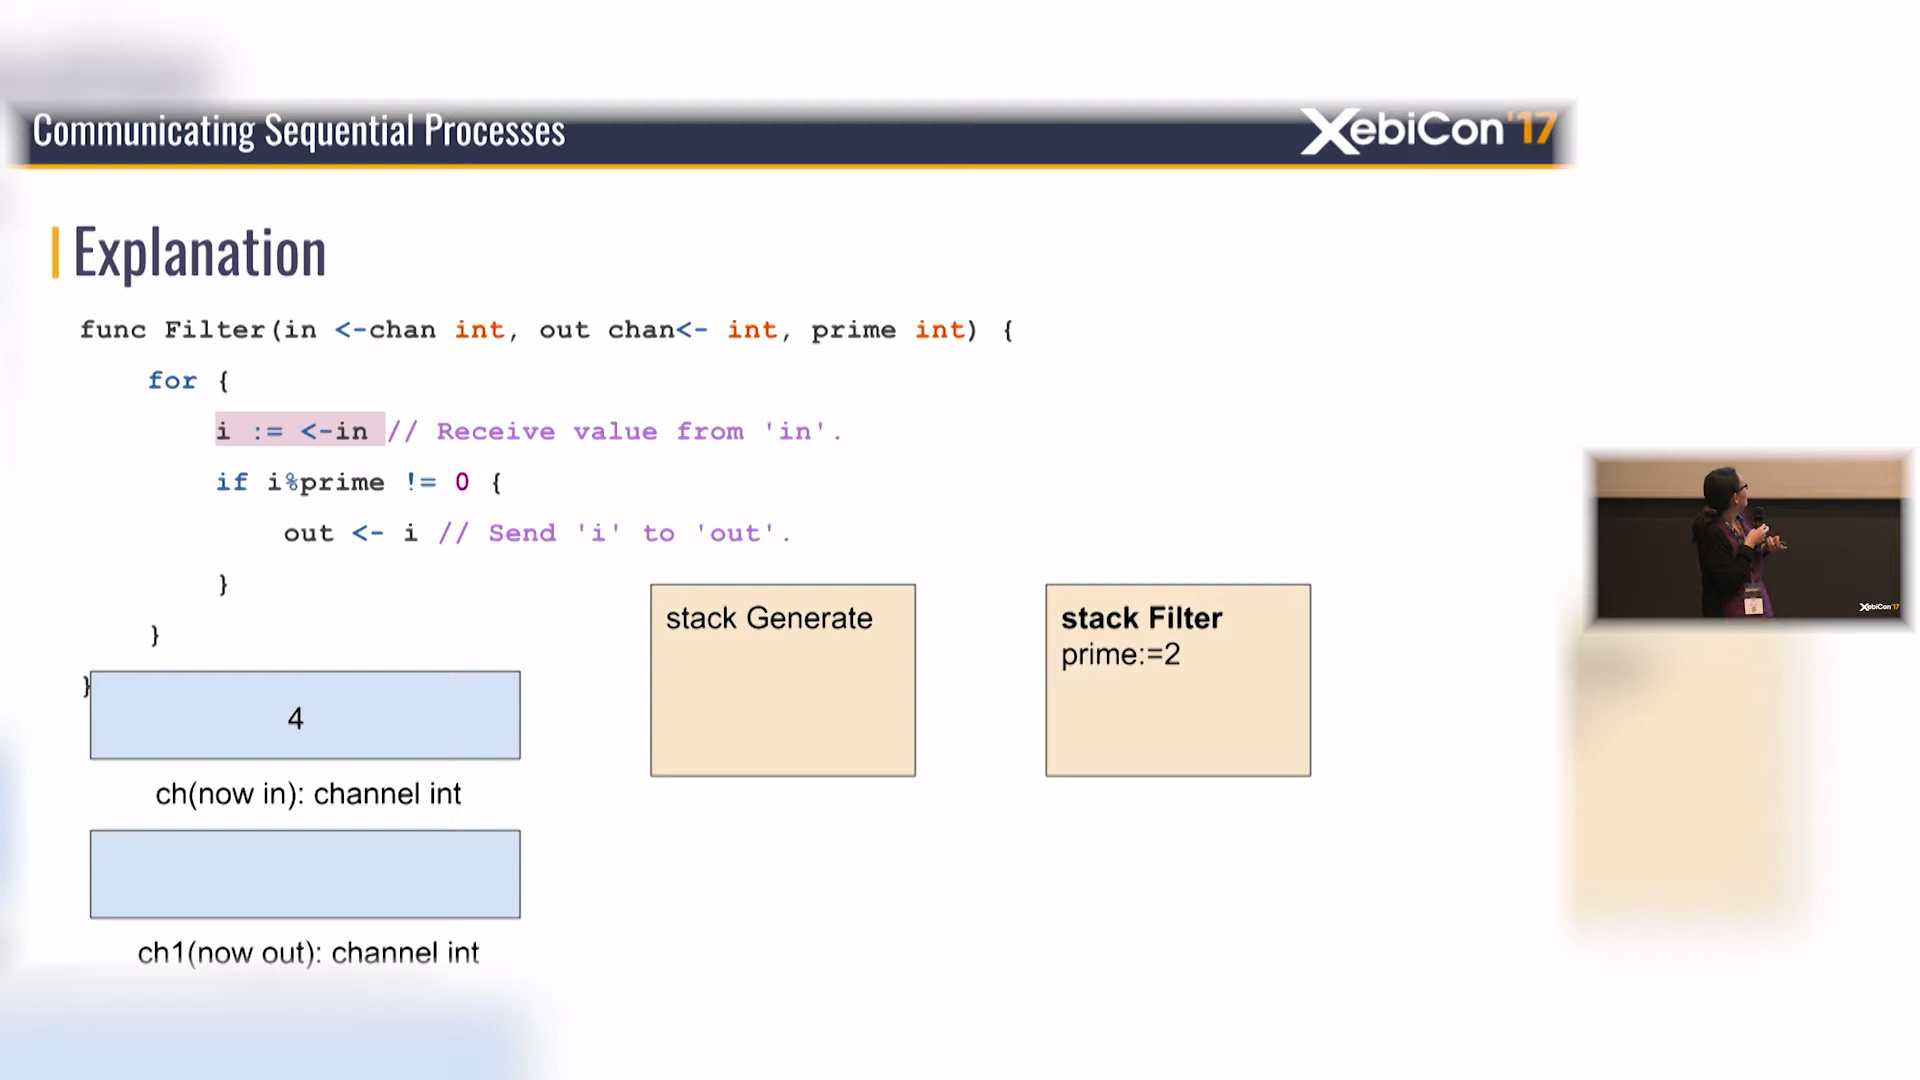 Communicating Sequential Processes
XebiCon'17
Explanation
func Filter(in <-chan int, out chan<- int, prime int) {
for {
i := <-in // Receive value from 'in'.
if i%prime != 0 {
out <- i // Send 'i' to 'out'.
}
}
}
4
ch(now in): channel int
ch1(now out): channel int
stack Generate
stack Filter
prime:=2
XebiCon'17